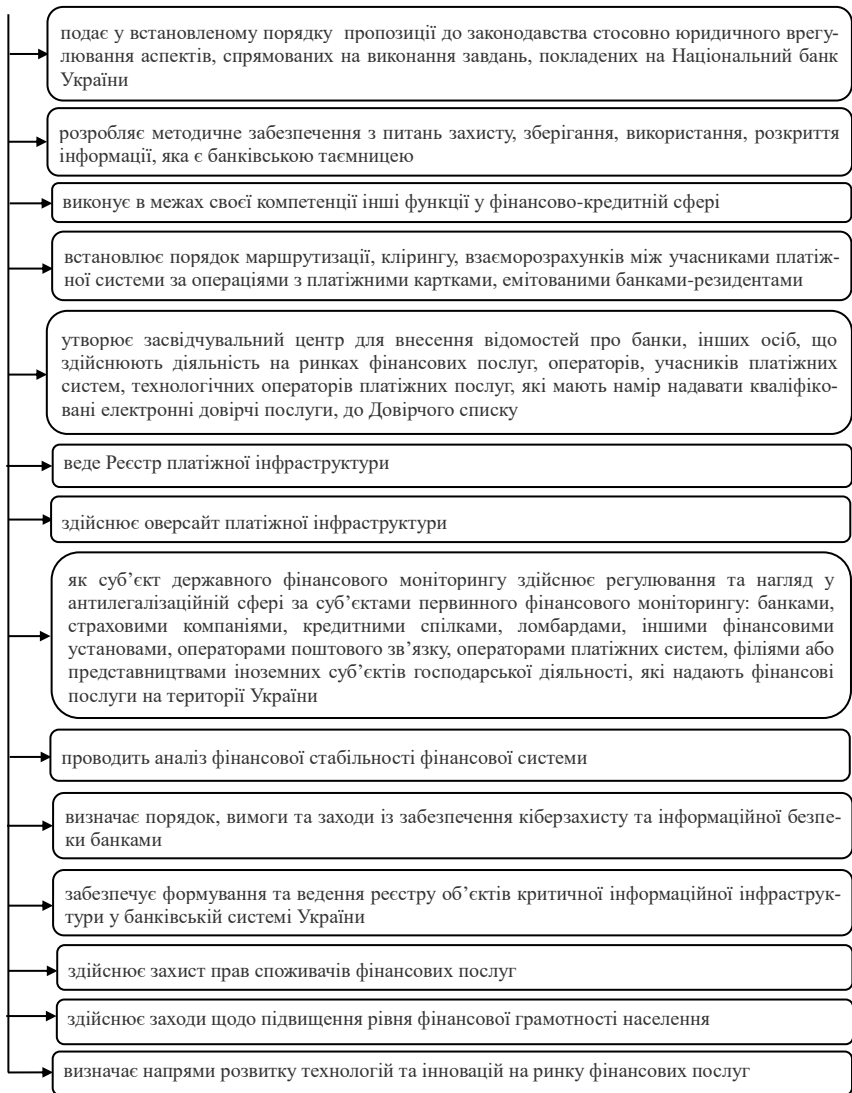 подає у встановленому порядку пропозиції до законодавства стосовно юридичного врегу-
лювання аспектів, спрямованих на виконання завдань, покладених на Національний банк
України
розробляє методичне забезпечення з питань захисту, зберігання, використання, розкриття
інформації, яка є банківською таємницею
виконує в межах своєї компетенції інші функції у фінансово-кредитній сфері
встановлює порядок маршрутизації, клірингу, взаєморозрахунків між учасниками платіж-
ної системи за операціями з платіжними картками, емітованими банками-резидентами
утворює засвідчувальний центр для внесення відомостей про банки, інших осіб, що
здійснюють діяльність на ринках фінансових послуг, операторів, учасників платіжних
систем, технологічних операторів платіжних послуг, які мають намір надавати кваліфіко-
вані електронні довірчі послуги, до Довірчого списку
веде Реєстр платіжної інфраструктури
здійснює оверсайт платіжної інфраструктури
як суб’єкт державного фінансового моніторингу здійснює регулювання та нагляд у
антилегалізаційній сфері за суб’єктами первинного фінансового моніторингу: банками,
страховими компаніями, кредитними спілками, ломбардами, іншими фінансовими
установами, операторами поштового зв’язку, операторами платіжних систем, філіями або
представництвами іноземних суб’єктів господарської діяльності, які надають фінансові
послуги на території України
проводить аналіз фінансової стабільності фінансової системи
визначає порядок, вимоги та заходи із забезпечення кіберзахисту та інформаційної безпе-
ки банками
забезпечує формування та ведення реєстру об’єктів критичної інформаційної інфраструк-
тури у банківській системі України
здійснює захист прав споживачів фінансових послуг
здійснює заходи щодо підвищення рівня фінансової грамотності населення
визначає напрями розвитку технологій та інновацій на ринку фінансових послуг